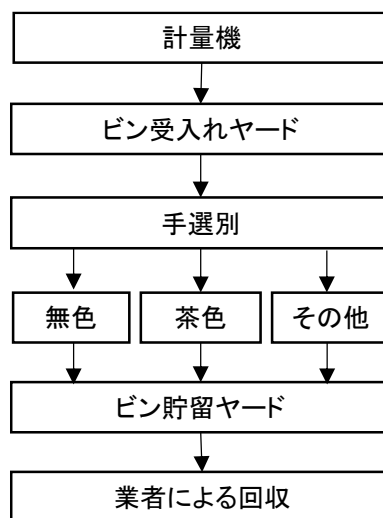 計量機
ビン受入れヤード
手選別
無色 茶色 その他
ビン貯留ヤード
業者による回収